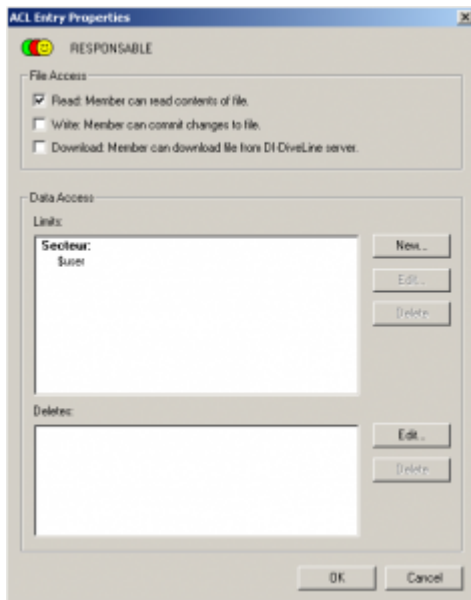 ACL Entry Properties
RESPONSABLE
File Access
Read: Member can read contents of file.
Write: Member can commit changes to file.
Download: Member can download file from DI-DiveLine server.
Data Access
Limits:
Secteur:
$user
New...
Edit...
Delete
Deletes:
Edit...
Delete
OK
Cancel